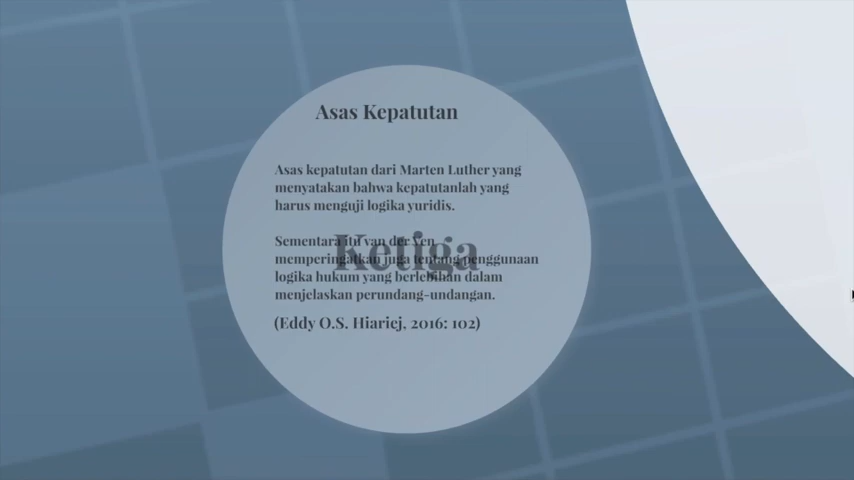 Asas Kepatutan
Asas kepatutan dari Marten Luther yang
menyatakan bahwa kepatutanlah yang
harus menguji logika yuridis.
Sementara itu van der Ven
Ketiga
memperingatkan juga tentang penggunaan
logika hukum yang berlebihan dalam
menjelaskan perundang-undangan.
(Eddy O.S. Hiariej, 2016: 102)